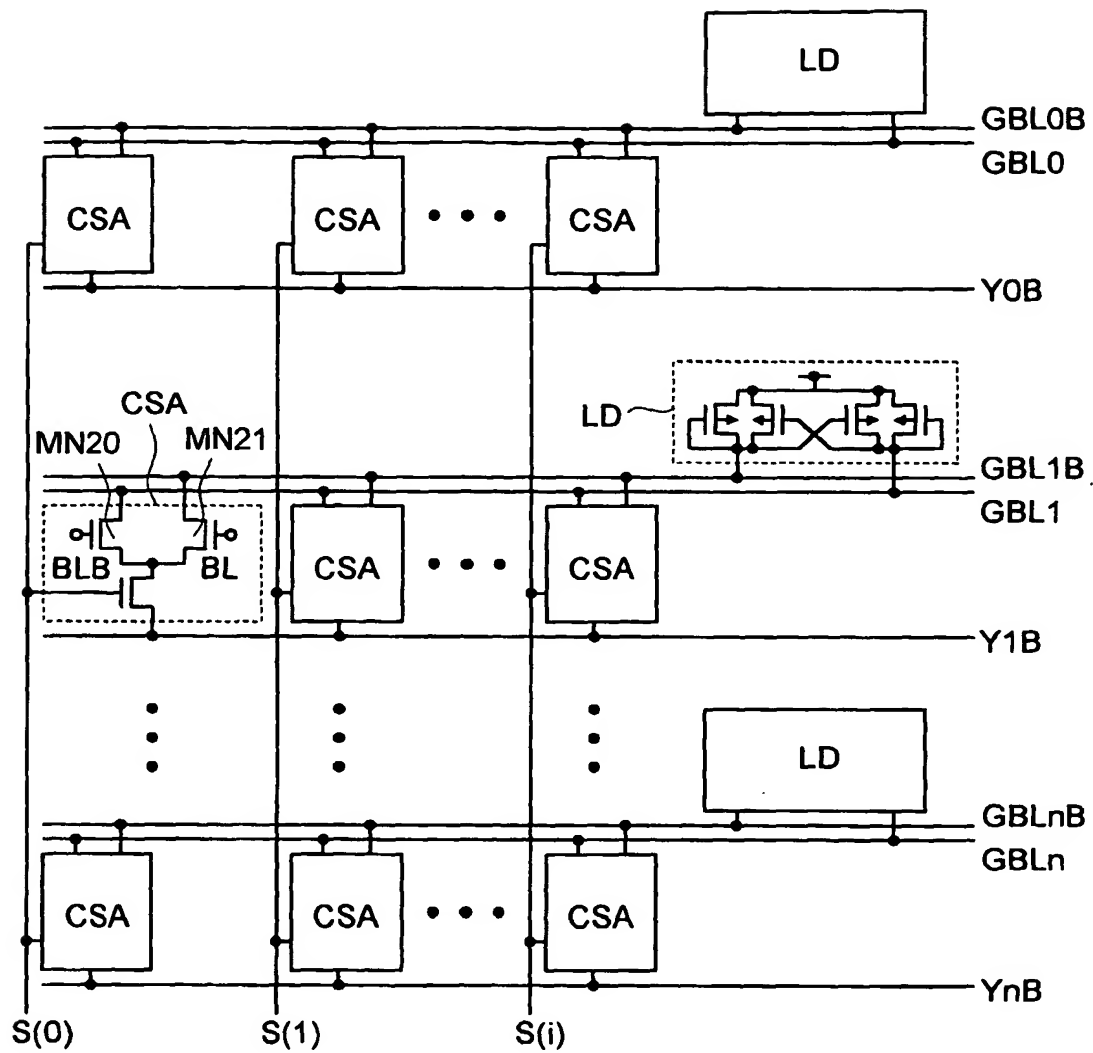 LD
GBL0B
GBL0
CSA CSA CSA
Y0B
CSA
LD
MN20 MN21
GBL1B
GBL1
BLB BL CSA CSA
Y1B
LD
GBLnB
GBLn
CSA CSA CSA
YnB
S(0) S(1) S(i)